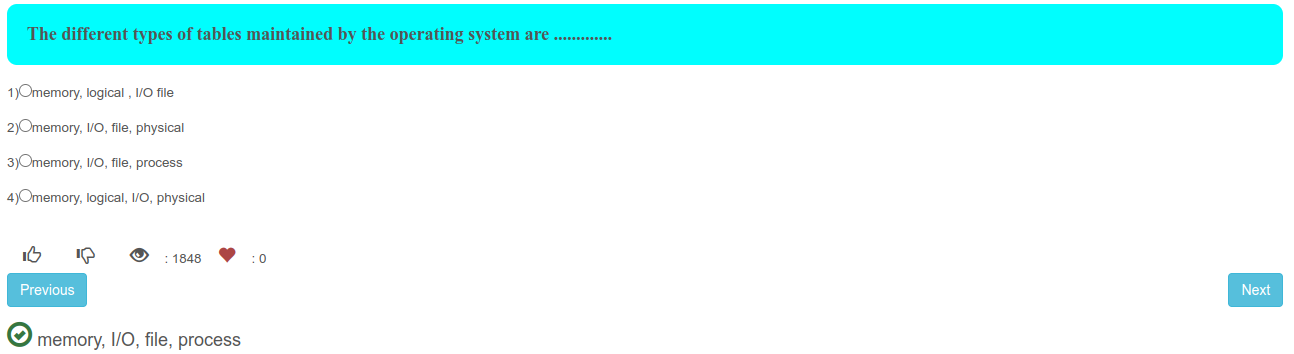 The different types of tables maintained by the operating system are .............
1)memory, logical , I/O file
2)memory, I/O, file, physical
3)memory, I/O, file, process
4)memory, logical, I/O, physical
: 1848 : 0
Previous
Next
memory, I/O, file, process